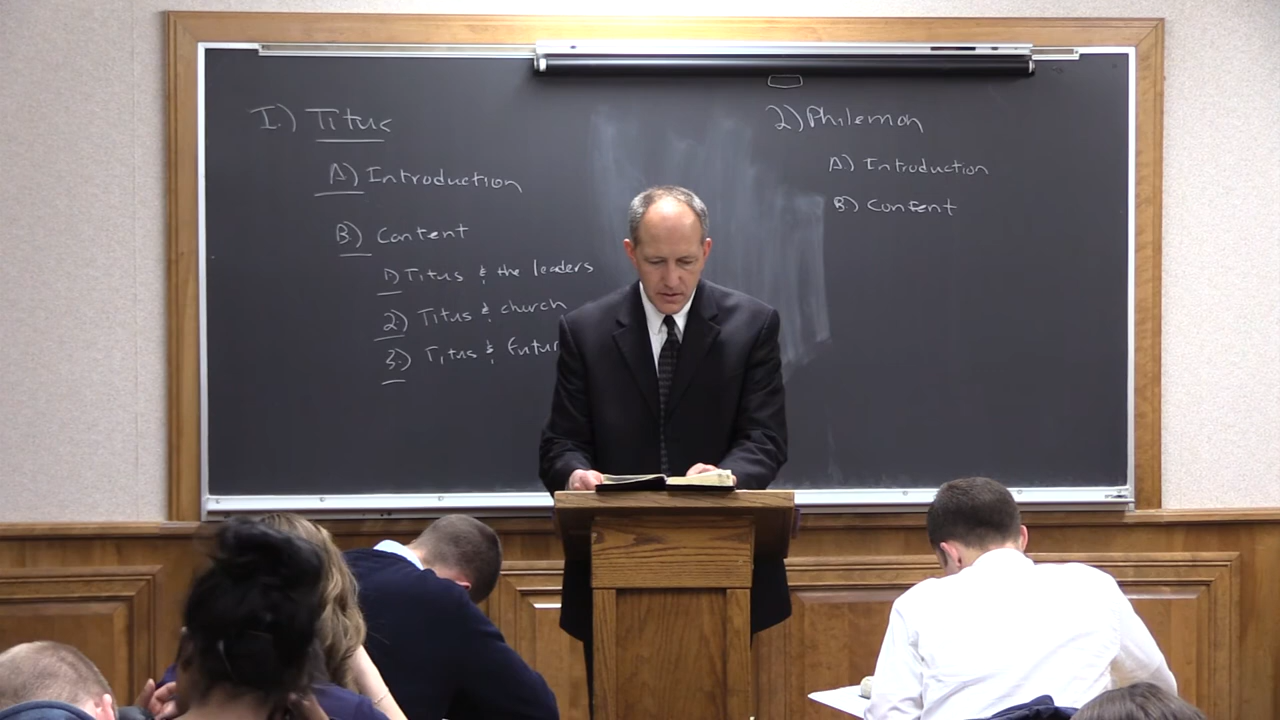 I.) Titus
A) Introduction
B.) Content
1) Titus & the leaders
2.) Titus & church
3.) Titus & futur
2) Philemon
A.) Introduction
B.) Content